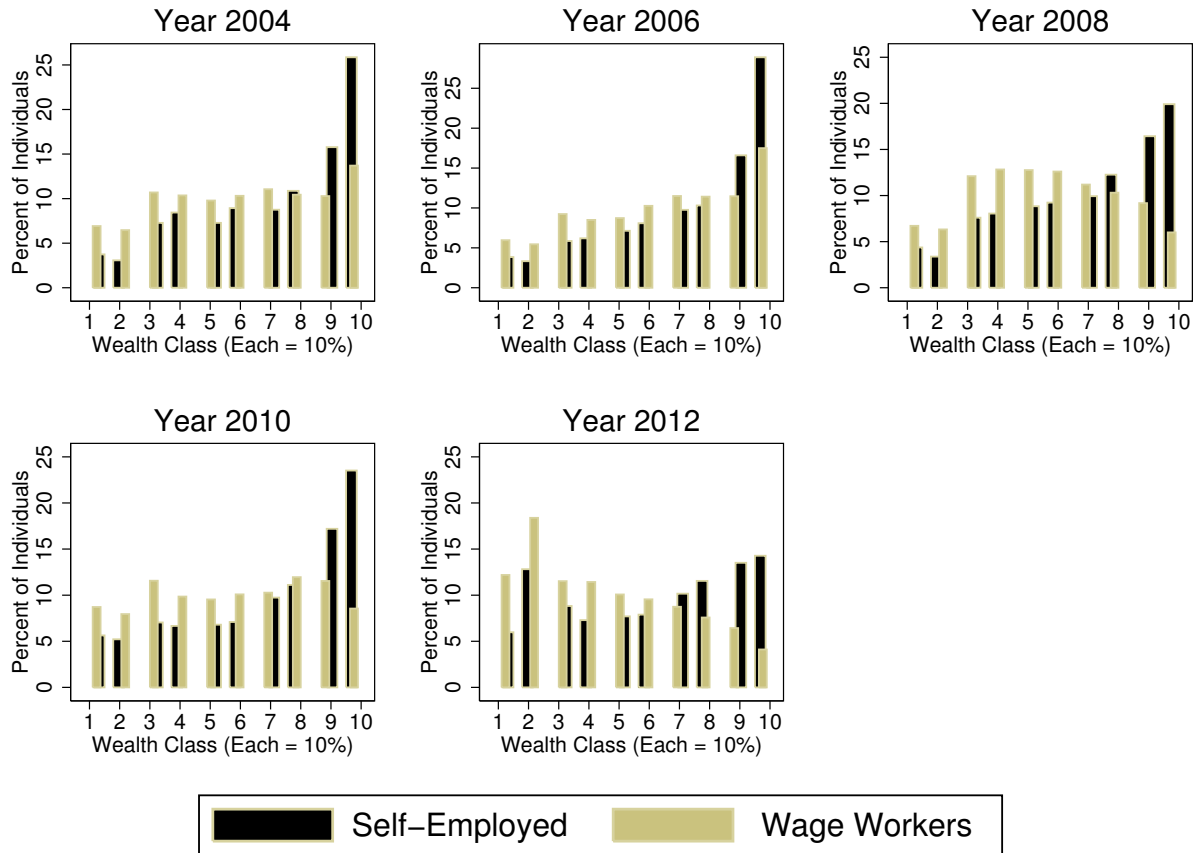 Year 2004
Percent of Individuals
25
20
15
10
5
0
1 2 3 4 5 6 7 8 9 10
Wealth Class (Each = 10%)
Year 2006
Percent of Individuals
25
20
15
10
5
0
1 2 3 4 5 6 7 8 9 10
Wealth Class (Each = 10%)
Year 2008
Percent of Individuals
25
20
15
10
5
0
1 2 3 4 5 6 7 8 9 10
Wealth Class (Each = 10%)
Year 2010
Percent of Individuals
25
20
15
10
5
0
1 2 3 4 5 6 7 8 9 10
Wealth Class (Each = 10%)
Year 2012
Percent of Individuals
25
20
15
10
5
0
1 2 3 4 5 6 7 8 9 10
Wealth Class (Each = 10%)
Self−Employed Wage Workers